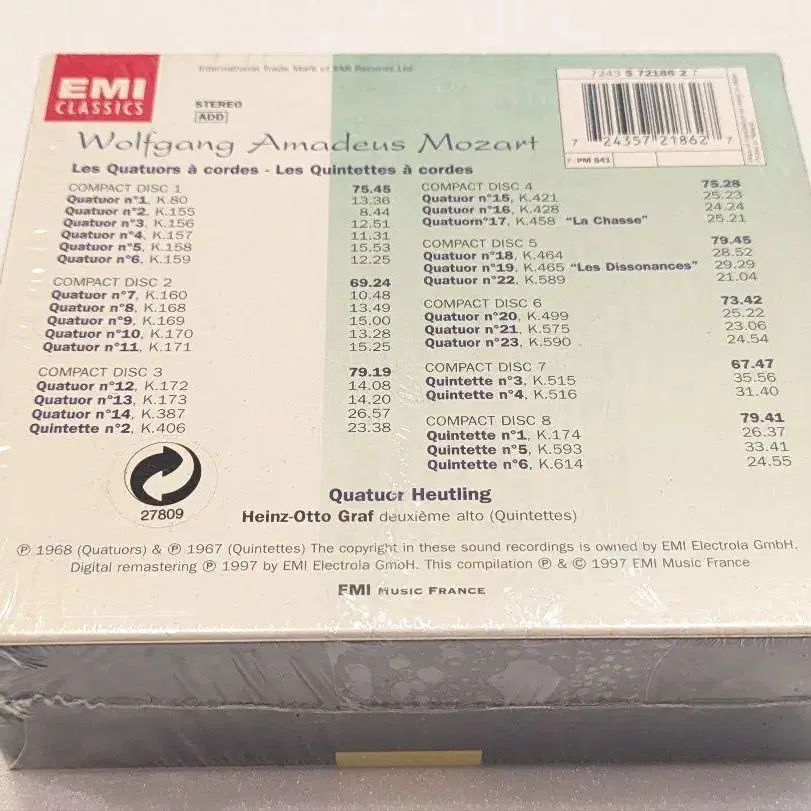 EMI
CLASSICS
International Trade Mark of EMI Records Ltd
STEREO
ADD
7243 5 72186 2 7
7 24357 21862 7
PM 541
Wolfgang Amadeus Mozart
Les Quatuors à cordes - Les Quintettes à cordes
COMPACT DISC 1 75.45
Quatuor n°1, K.80 13.36
Quatuor n°2, K.155 8.44
Quatuor n°3, K.156 12.51
Quatuor n°4, K.157 11.31
Quatuor n°5, K.158 15.53
Quatuor n°6, K.159 12.25
COMPACT DISC 2 69.24
Quatuor n°7, K.160 10.48
Quatuor n°8, K.168 13.49
Quatuor n°9, K.169 15.00
Quatuor n°10, K.170 13.28
Quatuor n°11, K.171 15.25
COMPACT DISC 3 79.19
Quatuor n°12, K.172 14.08
Quatuor n°13, K.173 14.20
Quatuor n°14, K.387 26.57
Quintette n°2, K.406 23.38
COMPACT DISC 4 75.28
Quatuor n°15, K.421 25.23
Quatuor n°16, K.428 24.24
Quatuorn°17, K.458 "La Chasse" 25.21
COMPACT DISC 5 79.45
Quatuor n°18, K.464 28.52
Quatuor n°19, K.465 "Les Dissonances" 29.29
Quatuor n°22, K.589 21.04
COMPACT DISC 6 73.42
Quatuor n°20, K.499 25.22
Quatuor n°21, K.575 23.06
Quatuor n°23, K.590 24.54
COMPACT DISC 7 67.47
Quintette n°3, K.515 35.56
Quintette n°4, K.516 31.40
COMPACT DISC 8 79.41
Quintette n°1, K.174 26.37
Quintette n°5, K.593 33.41
Quintette n°6, K.614 24.55
27809
Quatuor Heutling
Heinz-Otto Graf deuxième alto (Quintettes)
℗ 1968 (Quatuors) & ℗ 1967 (Quintettes) The copyright in these sound recordings is owned by EMI Electrola GmbH.
Digital remastering ℗ 1997 by EMI Electrola GmbH. This compilation ℗ & © 1997 EMI Music France
EMI MUSIC FRANCE